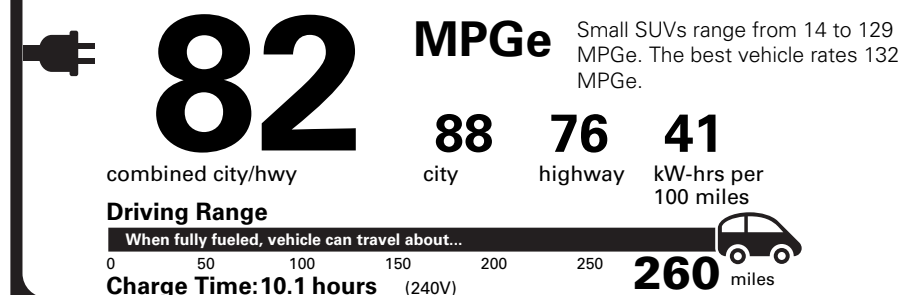 82
MPGe
Small SUVs range from 14 to 129
MPGe. The best vehicle rates 132
MPGe.
88 76 41
combined city/hwy city highway kW-hrs per
100 miles
Driving Range
When fully fueled, vehicle can travel about...
0 50 100 150 200 250 260 miles
Charge Time: 10.1 hours (240V)